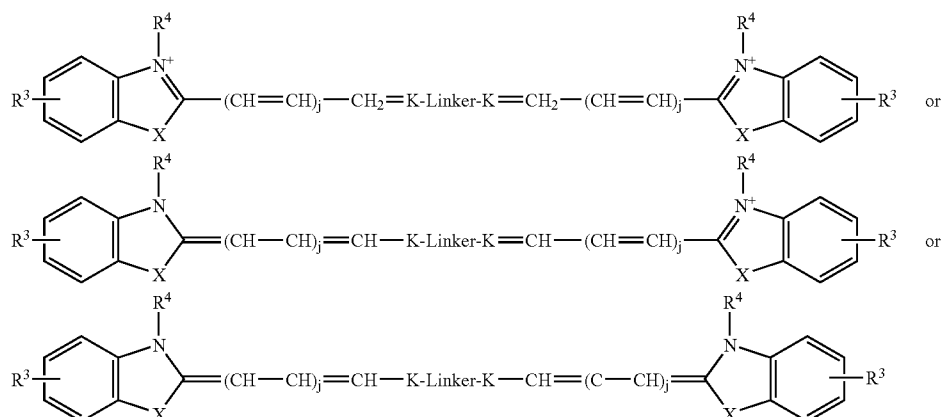 R⁴ R⁴
R³ N⁺ X (CH=CH)j—CH₂=K-Linker-K=CH₂—(CH=CH)j N⁺ X R³ or
R⁴ R⁴
R³ N X =(CH—CH)j=CH—K-Linker-K=CH—(CH=CH)j N⁺ X R³ or
R⁴ R⁴
R³ N X =(CH—CH)j=CH—K-Linker-K—CH=(C—CH)j= N X R³